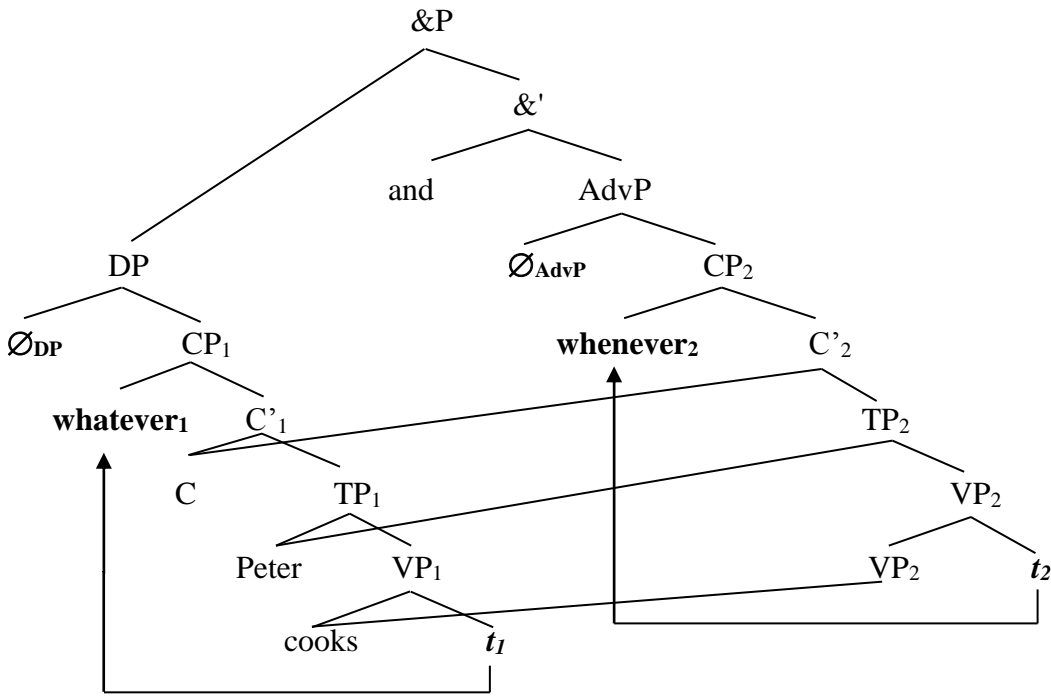 &P
&'
and AdvP
DP ∅AdvP CP₂
∅DP CP₁ whenever₂ C’₂
whatever₁ C’₁ TP₂
C TP₁ VP₂
Peter VP₁ VP₂ t₂
cooks t₁